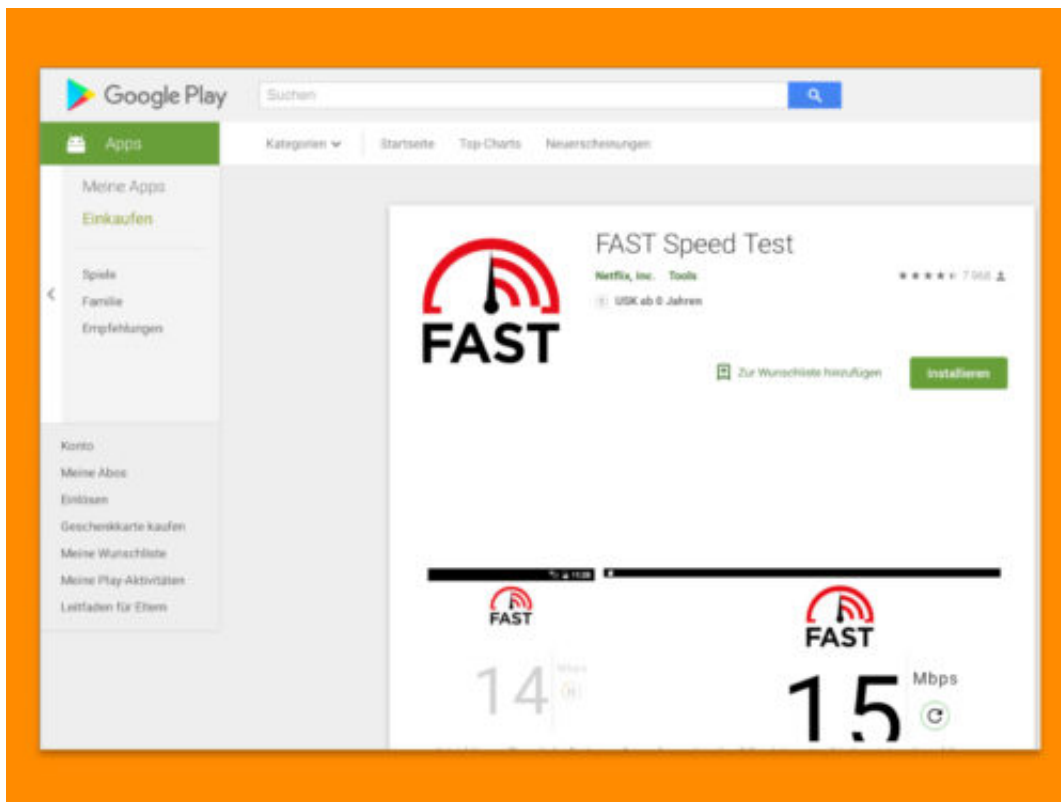 Google Play
Suchen
Apps
Kategorien
Startseite
Top-Charts
Neuerscheinungen
Meine Apps
Einkaufen
Spiele
Familie
Empfehlungen
Konto
Meine Abos
Einlösen
Geschenkkarte kaufen
Meine Wunschliste
Meine Play-Aktivitäten
Leitfaden für Eltern
FAST
FAST Speed Test
Netflix, Inc. Tools
USK ab 0 Jahren
Zur Wunschliste hinzufügen
Installieren
FAST
14 Mbps
FAST
15 Mbps